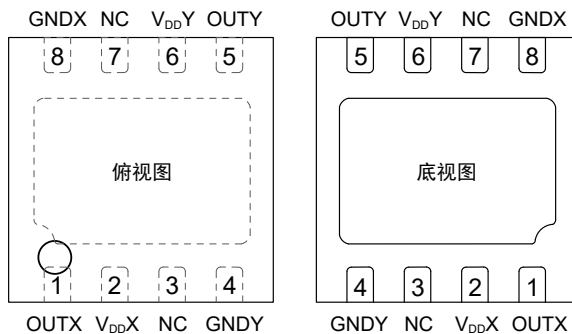 GNDX NC VDDY OUTY
8 7 6 5
俯视图
1 2 3 4
OUTX VDDX NC GNDY
OUTY VDDY NC GNDX
5 6 7 8
底视图
4 3 2 1
GNDY NC VDDX OUTX